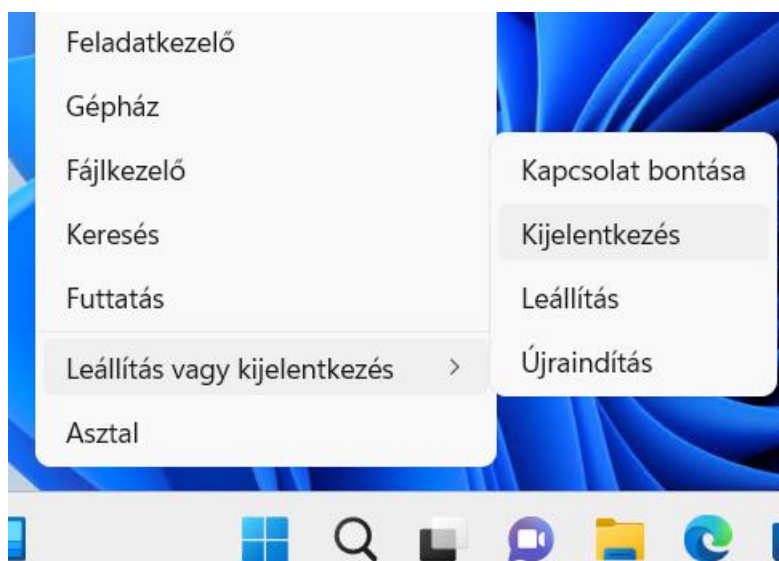 Feladatkezelő
Gépház
Fájlkezelő
Keresés
Futtatás
Leállítás vagy kijelentkezés
Asztal
Kapcsolat bontása
Kijelentkezés
Leállítás
Újraindítás